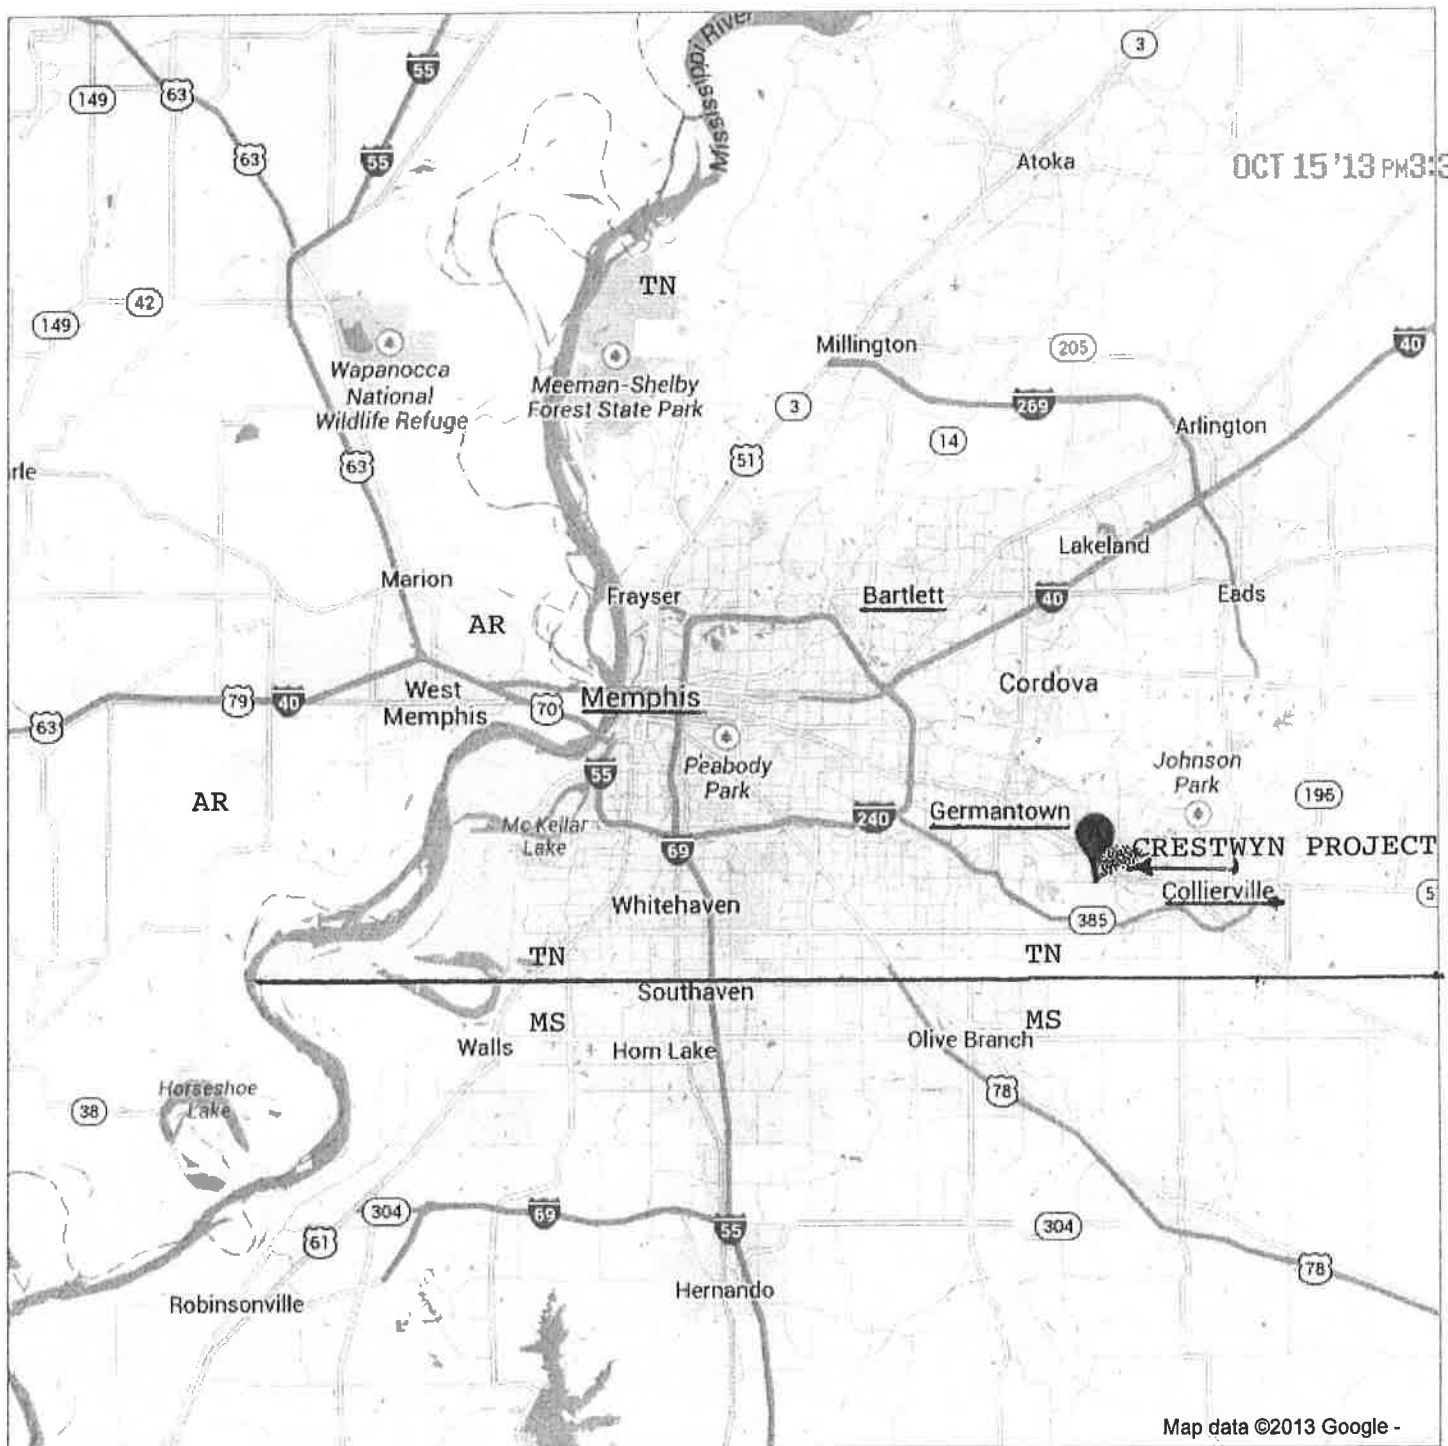 Mississippi River
3
55
149
63
63
55
Atoka
OCT 15 '13 PM3:3
TN
42
149
Millington
205
40
Wapanocca
National
Wildlife Refuge
Meeman-Shelby
Forest State Park
3
269
14
Arlington
51
63
rle
Lakeland
Marion
Frayser
Bartlett
40
Eads
AR
West
Memphis
Memphis
Cordova
79
40
70
63
Peabody
Park
Johnson
Park
55
AR
Mc Kellar
Lake
240
Germantown
196
69
CRESTWYN PROJECT
Collierville
5
Whitehaven
385
TN
TN
Southaven
MS
MS
Walls
Horn Lake
Olive Branch
Horseshoe
Lake
38
78
304
69
61
55
304
78
Hernando
Robinsonville
Map data ©2013 Google -